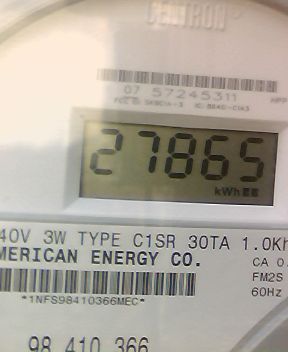 CENTRON®
07 57245311
27865
kWh
40V 3W TYPE C1SR 30TA 1.0Kh
MERICAN ENERGY CO.
CA 0.
FM2S
60Hz
*1NFS98410366MEC*
98 410 366